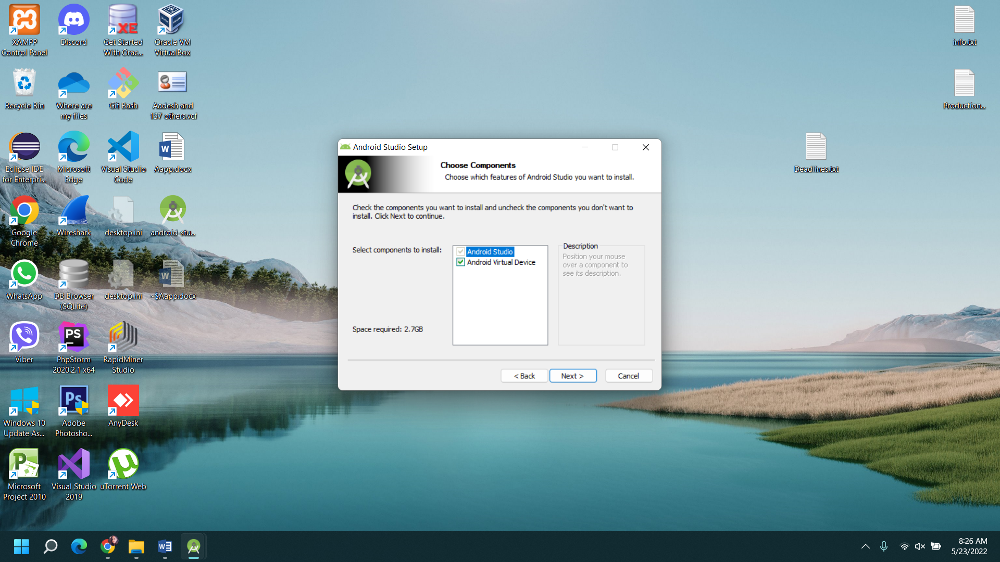 XAMPP
Control Panel
Discord
Get Started
With Orac...
Oracle VM
VirtualBox
Recycle Bin
Where are
my files
Git Bash
Aadesh and
137 others.vcf
Eclipse IDE
for Enterpri...
Microsoft
Edge
Visual Studio
Code
Aapp.docx
Google
Chrome
Wireshark
desktop.ini
android-stu...
WhatsApp
DB Browser
(SQLite)
desktop.ini
~$Aapp.docx
Viber
PhpStorm
2020.2.1 x64
RapidMiner
Studio
Windows 10
Update As...
Adobe
Photosho...
AnyDesk
Microsoft
Project 2010
Visual Studio
2019
uTorrent Web
info.txt
Production...
Deadlines.txt
Android Studio Setup
Choose Components
Choose which features of Android Studio you want to install.
Check the components you want to install and uncheck the components you don't want to
install. Click Next to continue.
Select components to install:
Android Studio
Android Virtual Device
Description
Position your mouse
over a component to
see its description.
Space required: 2.7GB
< Back
Next >
Cancel
8:26 AM
5/23/2022